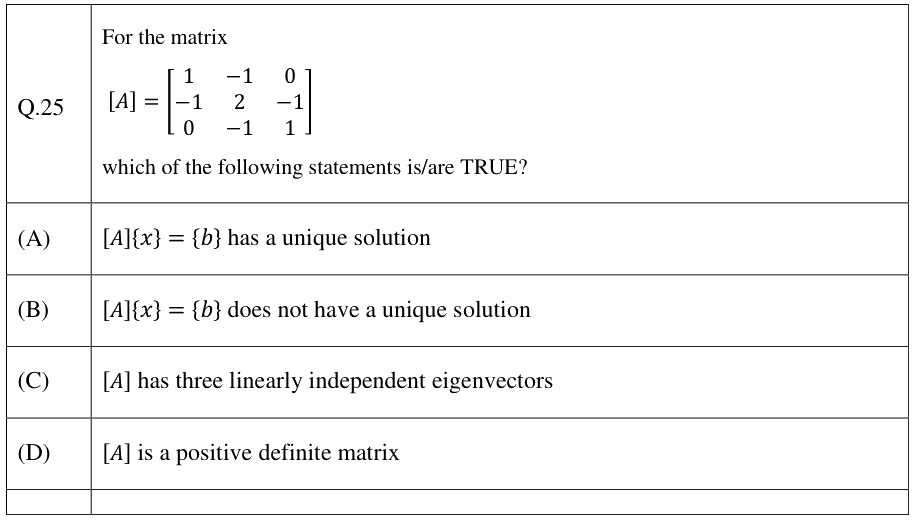 For the matrix
Q.25
[A] = [ 1 −1 0
−1 2 −1
0 −1 1 ]
which of the following statements is/are TRUE?
(A) [A]{x} = {b} has a unique solution
(B) [A]{x} = {b} does not have a unique solution
(C) [A] has three linearly independent eigenvectors
(D) [A] is a positive definite matrix